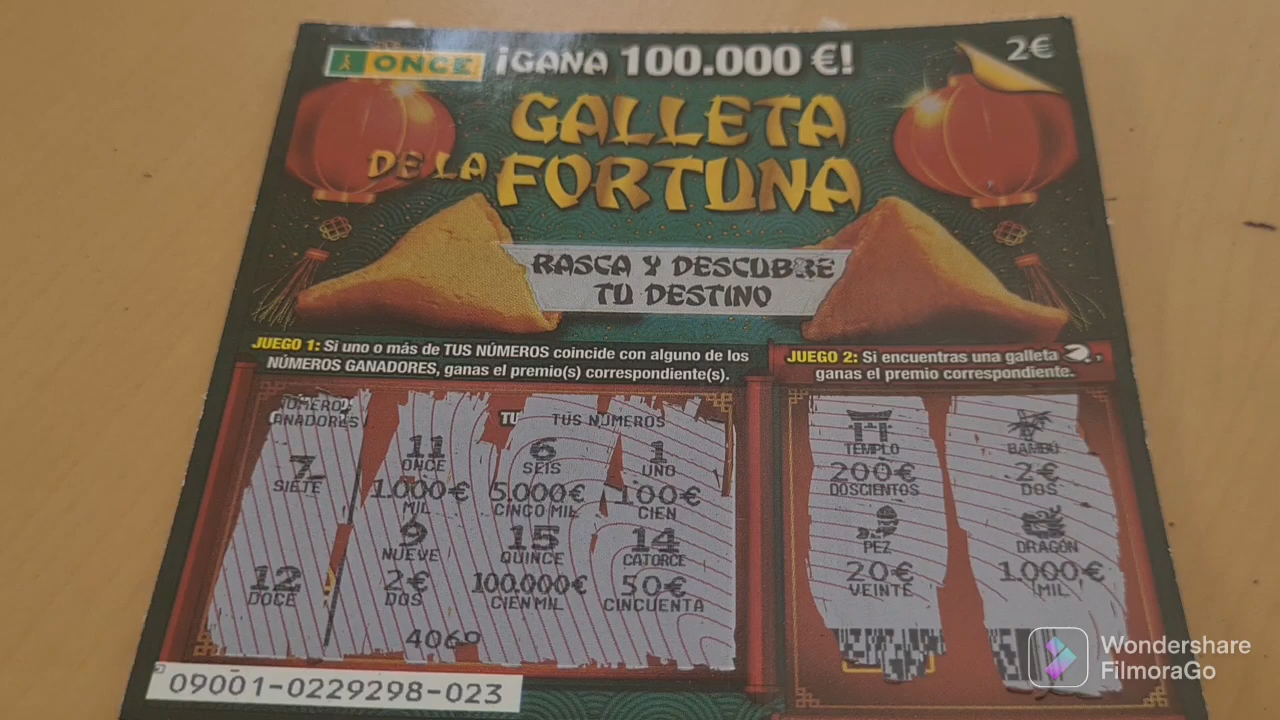 ONCE ¡GANA 100.000 €! 2€
GALLETA
DE LA FORTUNA
RASCA Y DESCUBRE
TU DESTINO
JUEGO 1: Si uno o más de TUS NÚMEROS coincide con alguno de los
NÚMEROS GANADORES, ganas el premio(s) correspondiente(s).
JUEGO 2: Si encuentras una galleta ,
ganas el premio correspondiente.
TU TUS NÚMEROS
7
SIETE
12
DOCE
11 6 1
ONCE SEIS UNO
1.000€ 5.000€ 100€
MIL CINCO MIL CIEN
9 15 14
NUEVE QUINCE CATORCE
2€ 100.000€ 50€
DOS CIEN MIL CINCUENTA
4060
TEMPLO BAMBÚ
200€ 2€
DOSCIENTOS DOS
PEZ DRAGÓN
20€ 1.000€
VEINTE MIL
09001-0229298-023
Wondershare
FilmoraGo